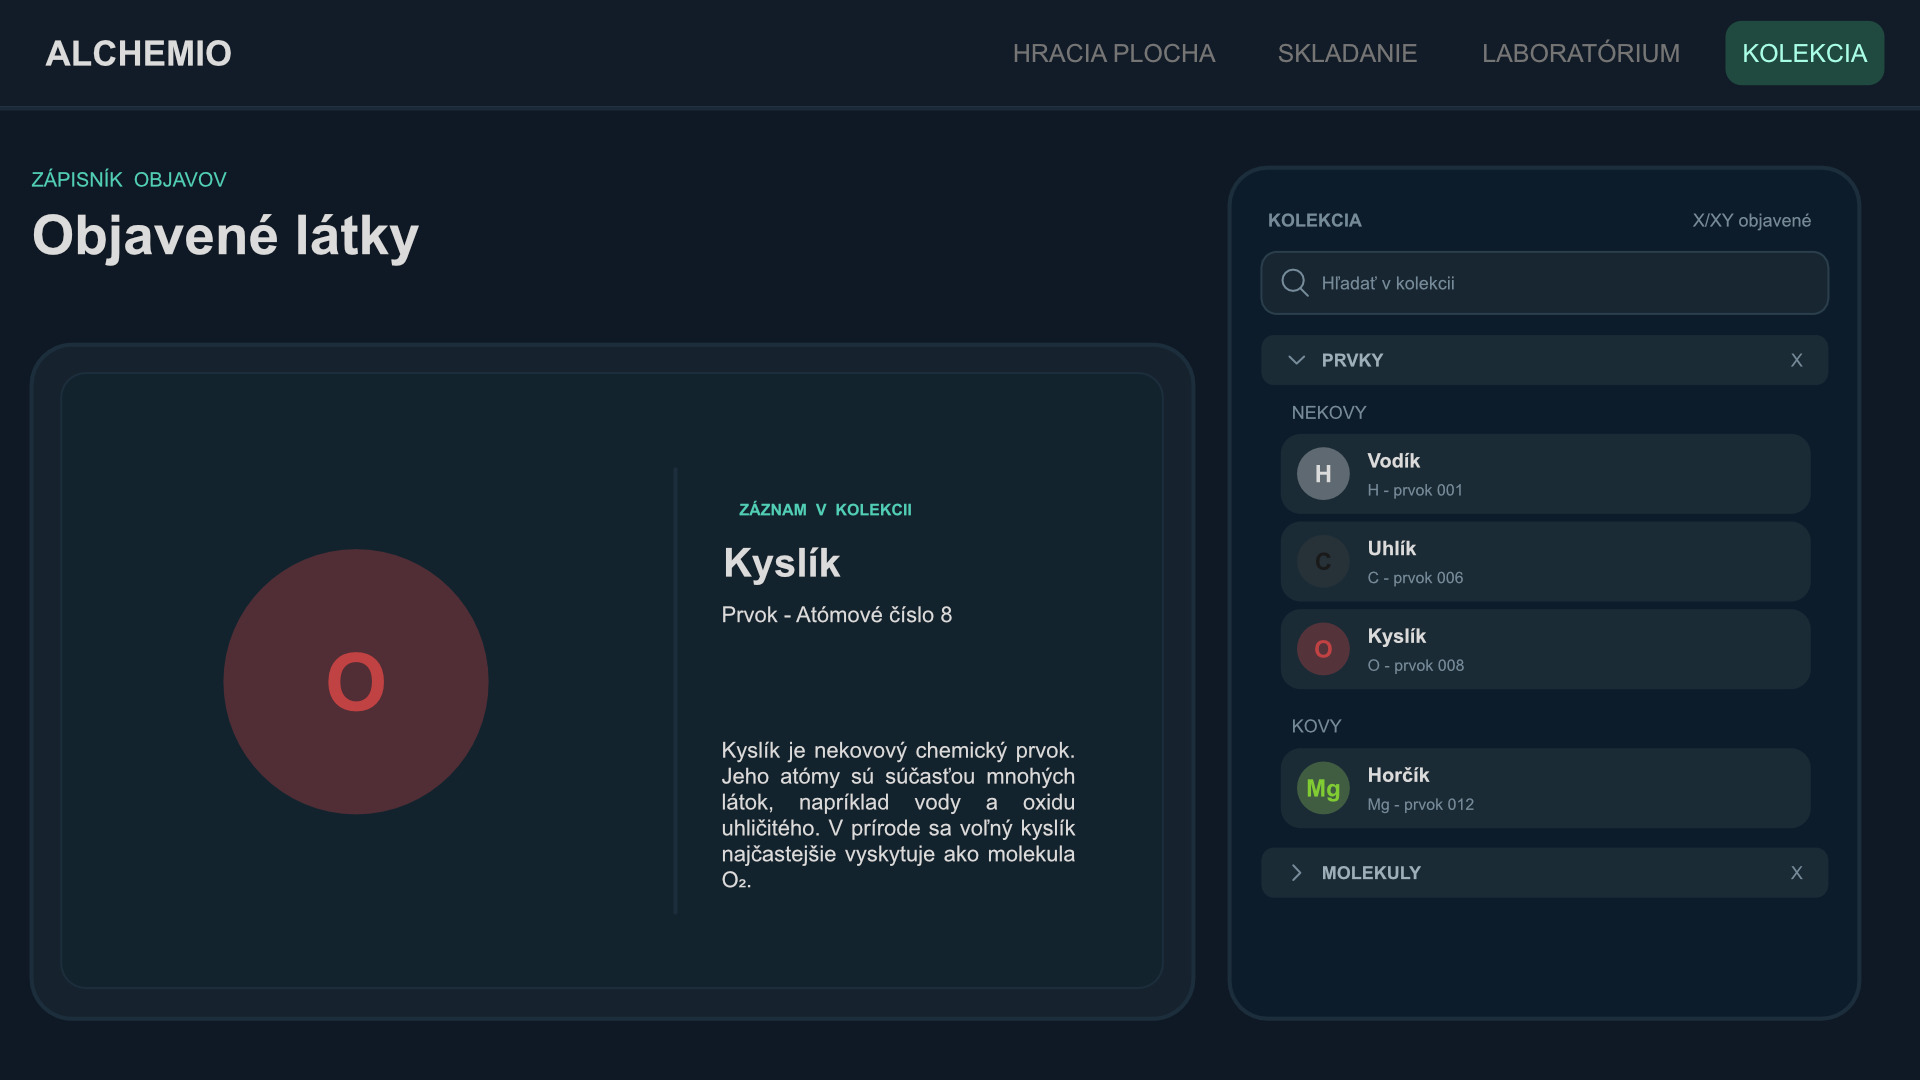 ALCHEMIO
HRACIA PLOCHA
SKLADANIE
LABORATÓRIUM
KOLEKCIA
ZÁPISNÍK OBJAVOV
Objavené látky
O
ZÁZNAM V KOLEKCII
Kyslík
Prvok - Atómové číslo 8
Kyslík je nekovový chemický prvok.
Jeho atómy sú súčasťou mnohých
látok, napríklad vody a oxidu
uhličitého. V prírode sa voľný kyslík
najčastejšie vyskytuje ako molekula
O₂.
KOLEKCIA
X/XY objavené
Hľadať v kolekcii
PRVKY
X
NEKOVY
H
Vodík
H - prvok 001
C
Uhlík
C - prvok 006
O
Kyslík
O - prvok 008
KOVY
Mg
Horčík
Mg - prvok 012
MOLEKULY
X